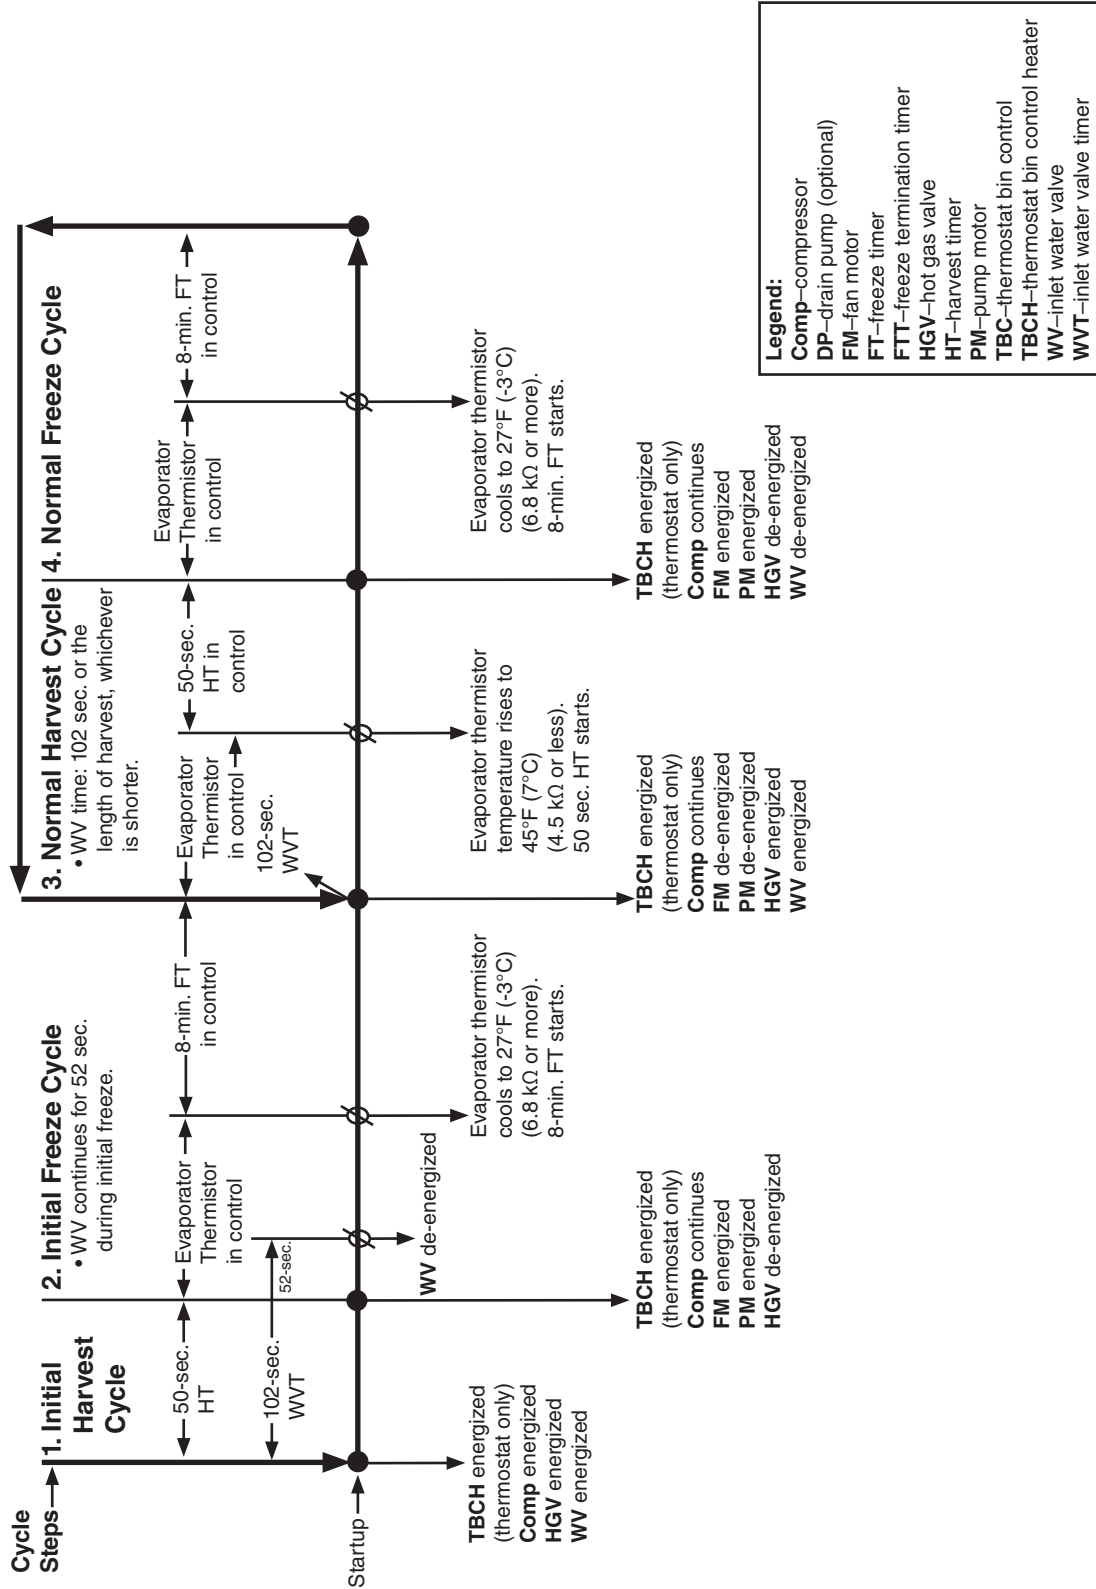 Cycle
Steps
1. Initial
Harvest
Cycle
50-sec.
HT
102-sec.
WVT
52-sec.
Startup
TBCH energized
(thermostat only)
Comp energized
HGV energized
WV energized
2. Initial Freeze Cycle
• WV continues for 52 sec.
during initial freeze.
Evaporator
Thermistor
in control
8-min. FT
in control
WV de-energized
Evaporator thermistor
cools to 27°F (-3°C)
(6.8 kΩ or more).
8-min. FT starts.
TBCH energized
(thermostat only)
Comp continues
FM energized
PM energized
HGV de-energized
3. Normal Harvest Cycle
• WV time: 102 sec. or the
length of harvest, whichever
is shorter.
Evaporator
Thermistor
in control
102-sec.
WVT
50-sec.
HT in
control
Evaporator thermistor
temperature rises to
45°F (7°C)
(4.5 kΩ or less).
50 sec. HT starts.
TBCH energized
(thermostat only)
Comp continues
FM de-energized
PM de-energized
HGV energized
WV energized
4. Normal Freeze Cycle
Evaporator
Thermistor
in control
8-min. FT
in control
Evaporator thermistor
cools to 27°F (-3°C)
(6.8 kΩ or more).
8-min. FT starts.
TBCH energized
(thermostat only)
Comp continues
FM energized
PM energized
HGV de-energized
WV de-energized
Legend:
Comp–compressor
DP–drain pump (optional)
FM–fan motor
FT–freeze timer
FTT–freeze termination timer
HGV–hot gas valve
HT–harvest timer
PM–pump motor
TBC–thermostat bin control
TBCH–thermostat bin control heater
WV–inlet water valve
WVT–inlet water valve timer